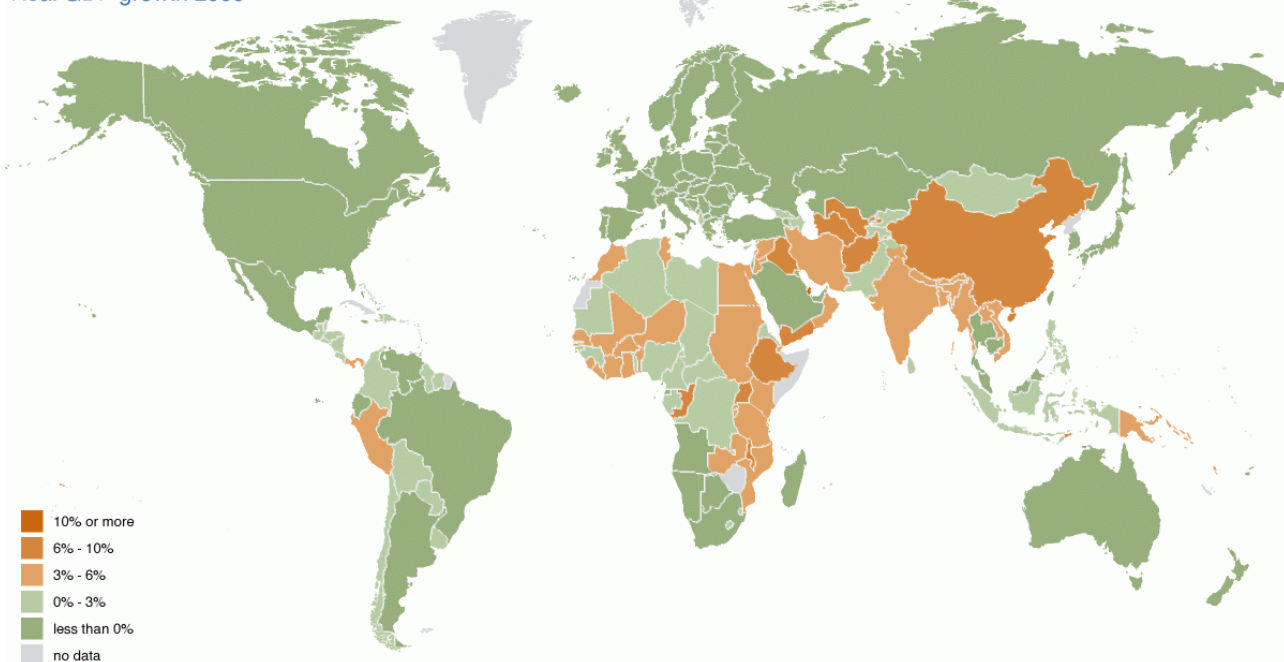 10% or more
6% - 10%
3% - 6%
0% - 3%
less than 0%
no data